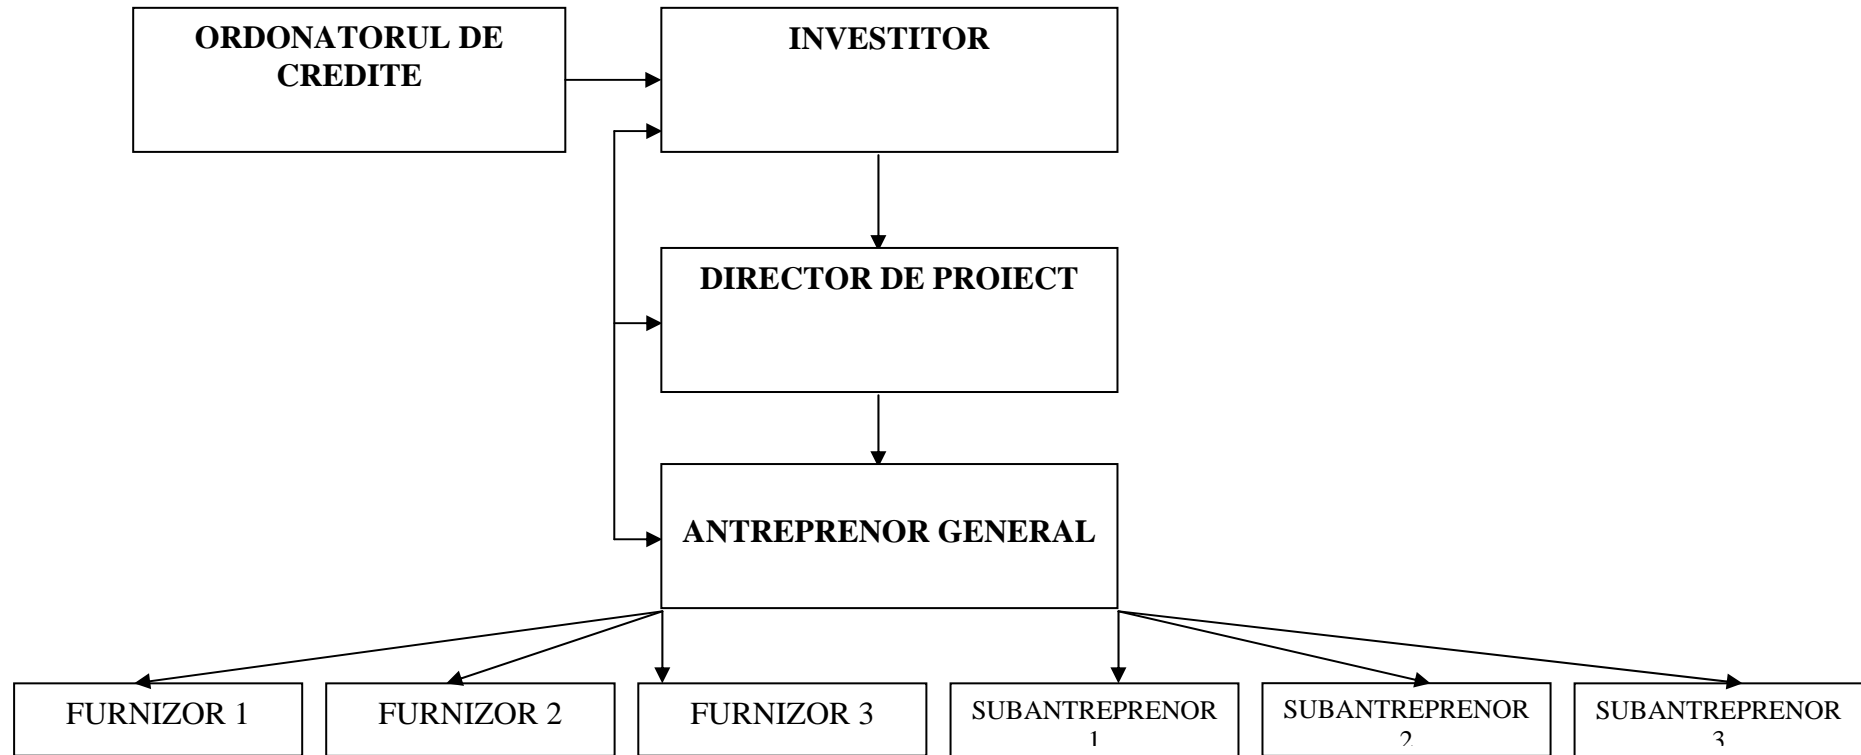 ORDONATORUL DE
CREDITE
INVESTITOR
DIRECTOR DE PROIECT
ANTREPRENOR GENERAL
FURNIZOR 1
FURNIZOR 2
FURNIZOR 3
SUBANTREPRENOR
1
SUBANTREPRENOR
2
SUBANTREPRENOR
3